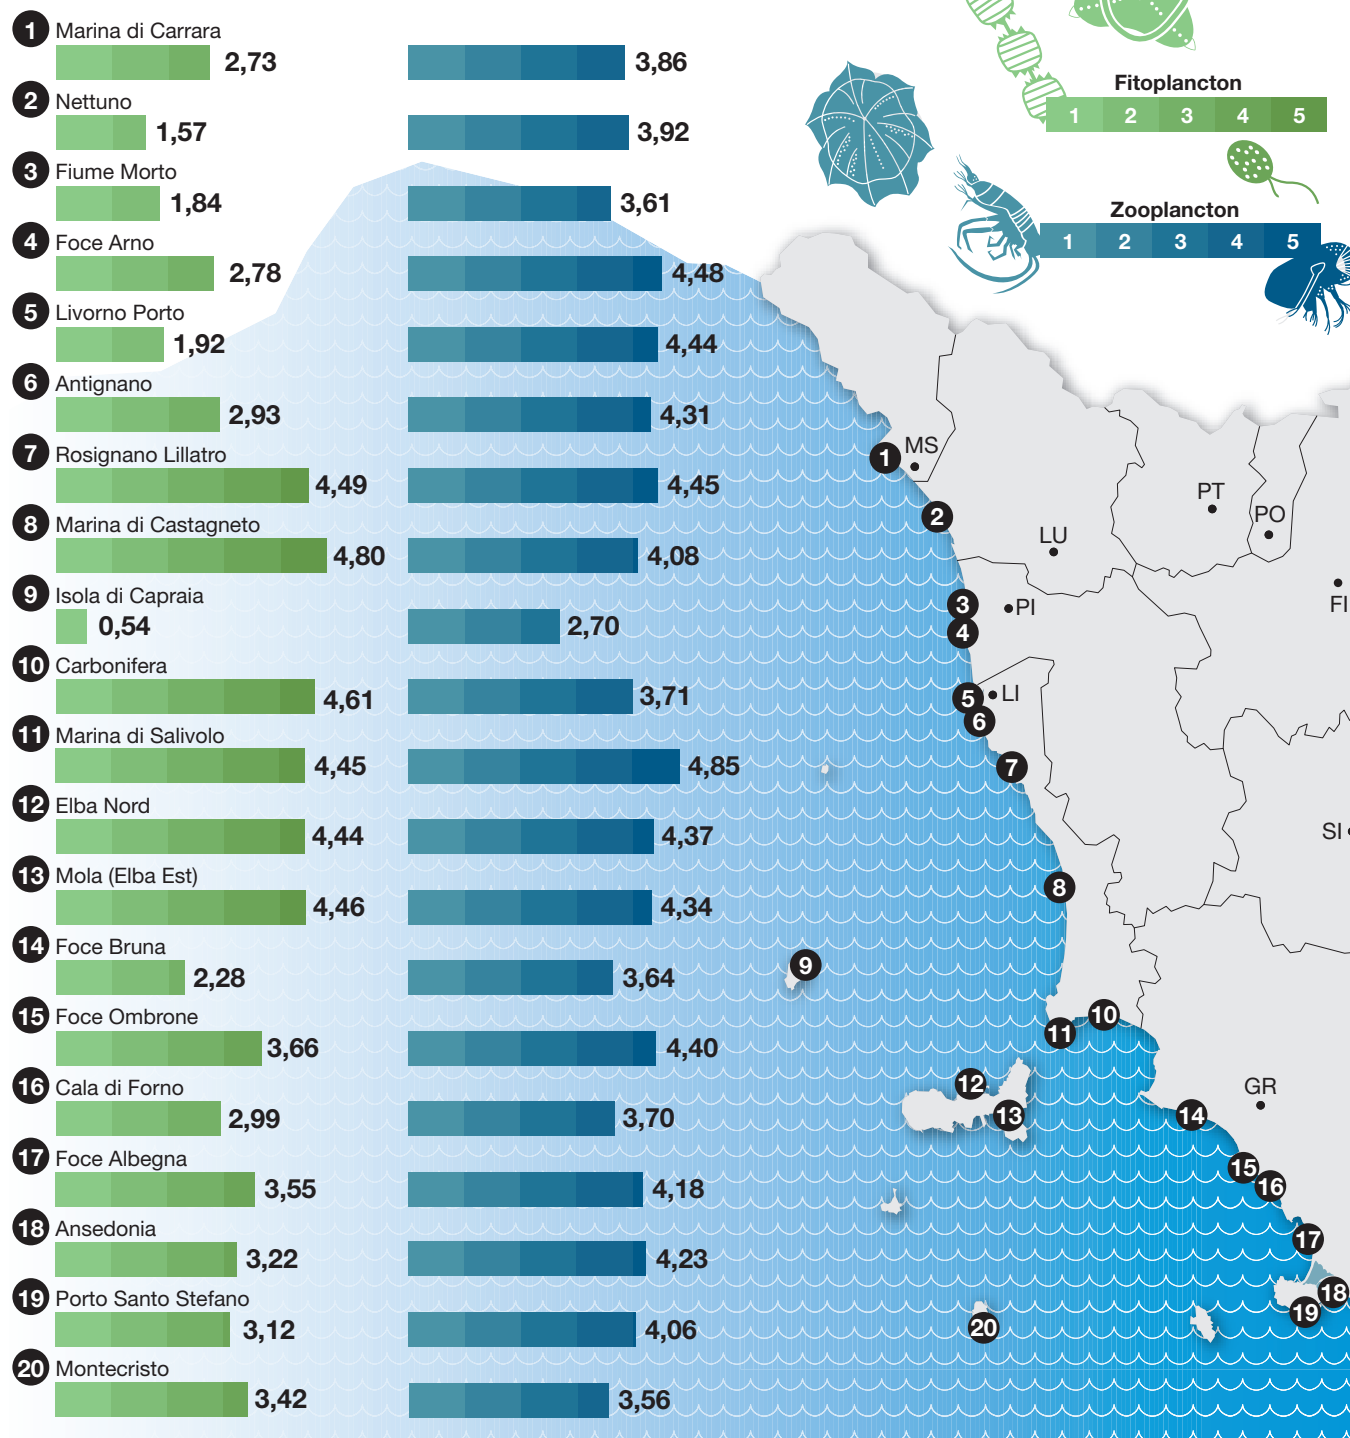 1 Marina di Carrara
2,73 3,86
2 Nettuno
1,57 3,92
3 Fiume Morto
1,84 3,61
4 Foce Arno
2,78 4,48
5 Livorno Porto
1,92 4,44
6 Antignano
2,93 4,31
7 Rosignano Lillatro
4,49 4,45
8 Marina di Castagneto
4,80 4,08
9 Isola di Capraia
0,54 2,70
10 Carbonifera
4,61 3,71
11 Marina di Salivolo
4,45 4,85
12 Elba Nord
4,44 4,37
13 Mola (Elba Est)
4,46 4,34
14 Foce Bruna
2,28 3,64
15 Foce Ombrone
3,66 4,40
16 Cala di Forno
2,99 3,70
17 Foce Albegna
3,55 4,18
18 Ansedonia
3,22 4,23
19 Porto Santo Stefano
3,12 4,06
20 Montecristo
3,42 3,56
Fitoplancton
1 2 3 4 5
Zooplancton
1 2 3 4 5
1 MS
2
PT
PO
LU
3 PI
FI
4
5 LI
6
7
SI
8
9
10
11
12
13
GR
14
15
16
17
18
19
20